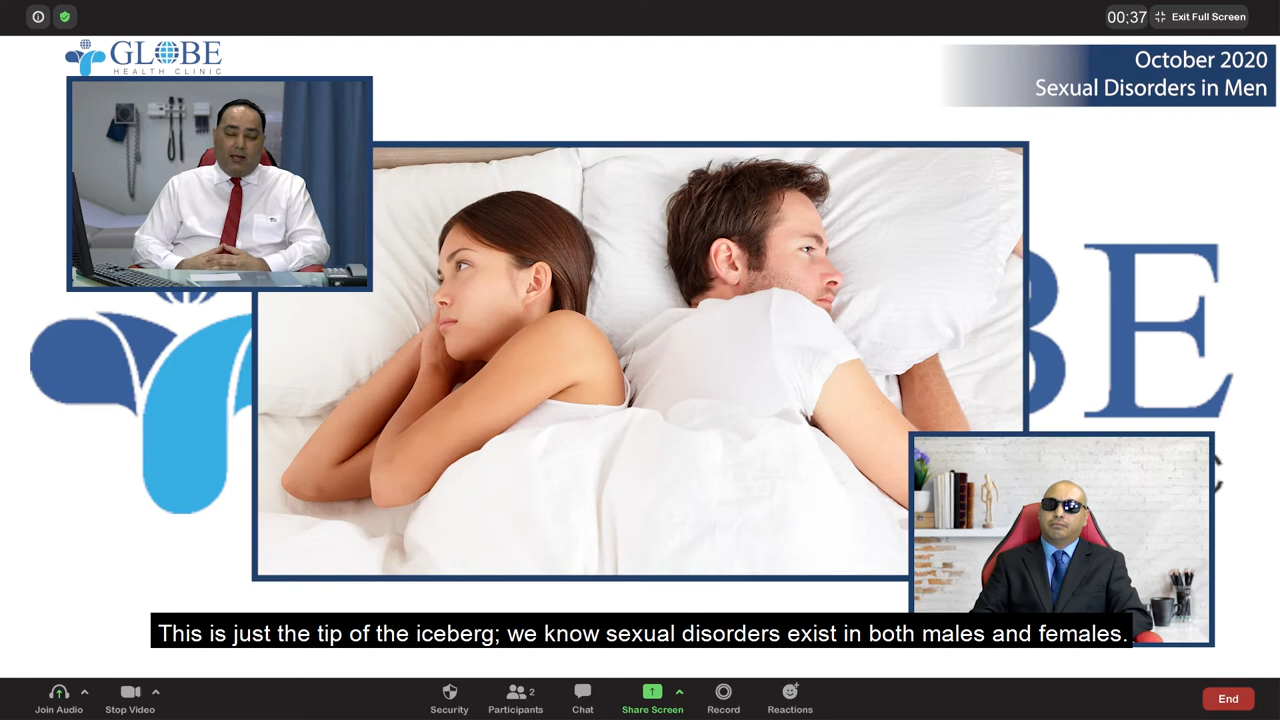 00:37
Exit Full Screen
GLOBE
HEALTH CLINIC
October 2020
Sexual Disorders in Men
BE
C
This is just the tip of the iceberg; we know sexual disorders exist in both males and females.
Join Audio
Stop Video
Security
Participants
2
Chat
Share Screen
Record
Reactions
End